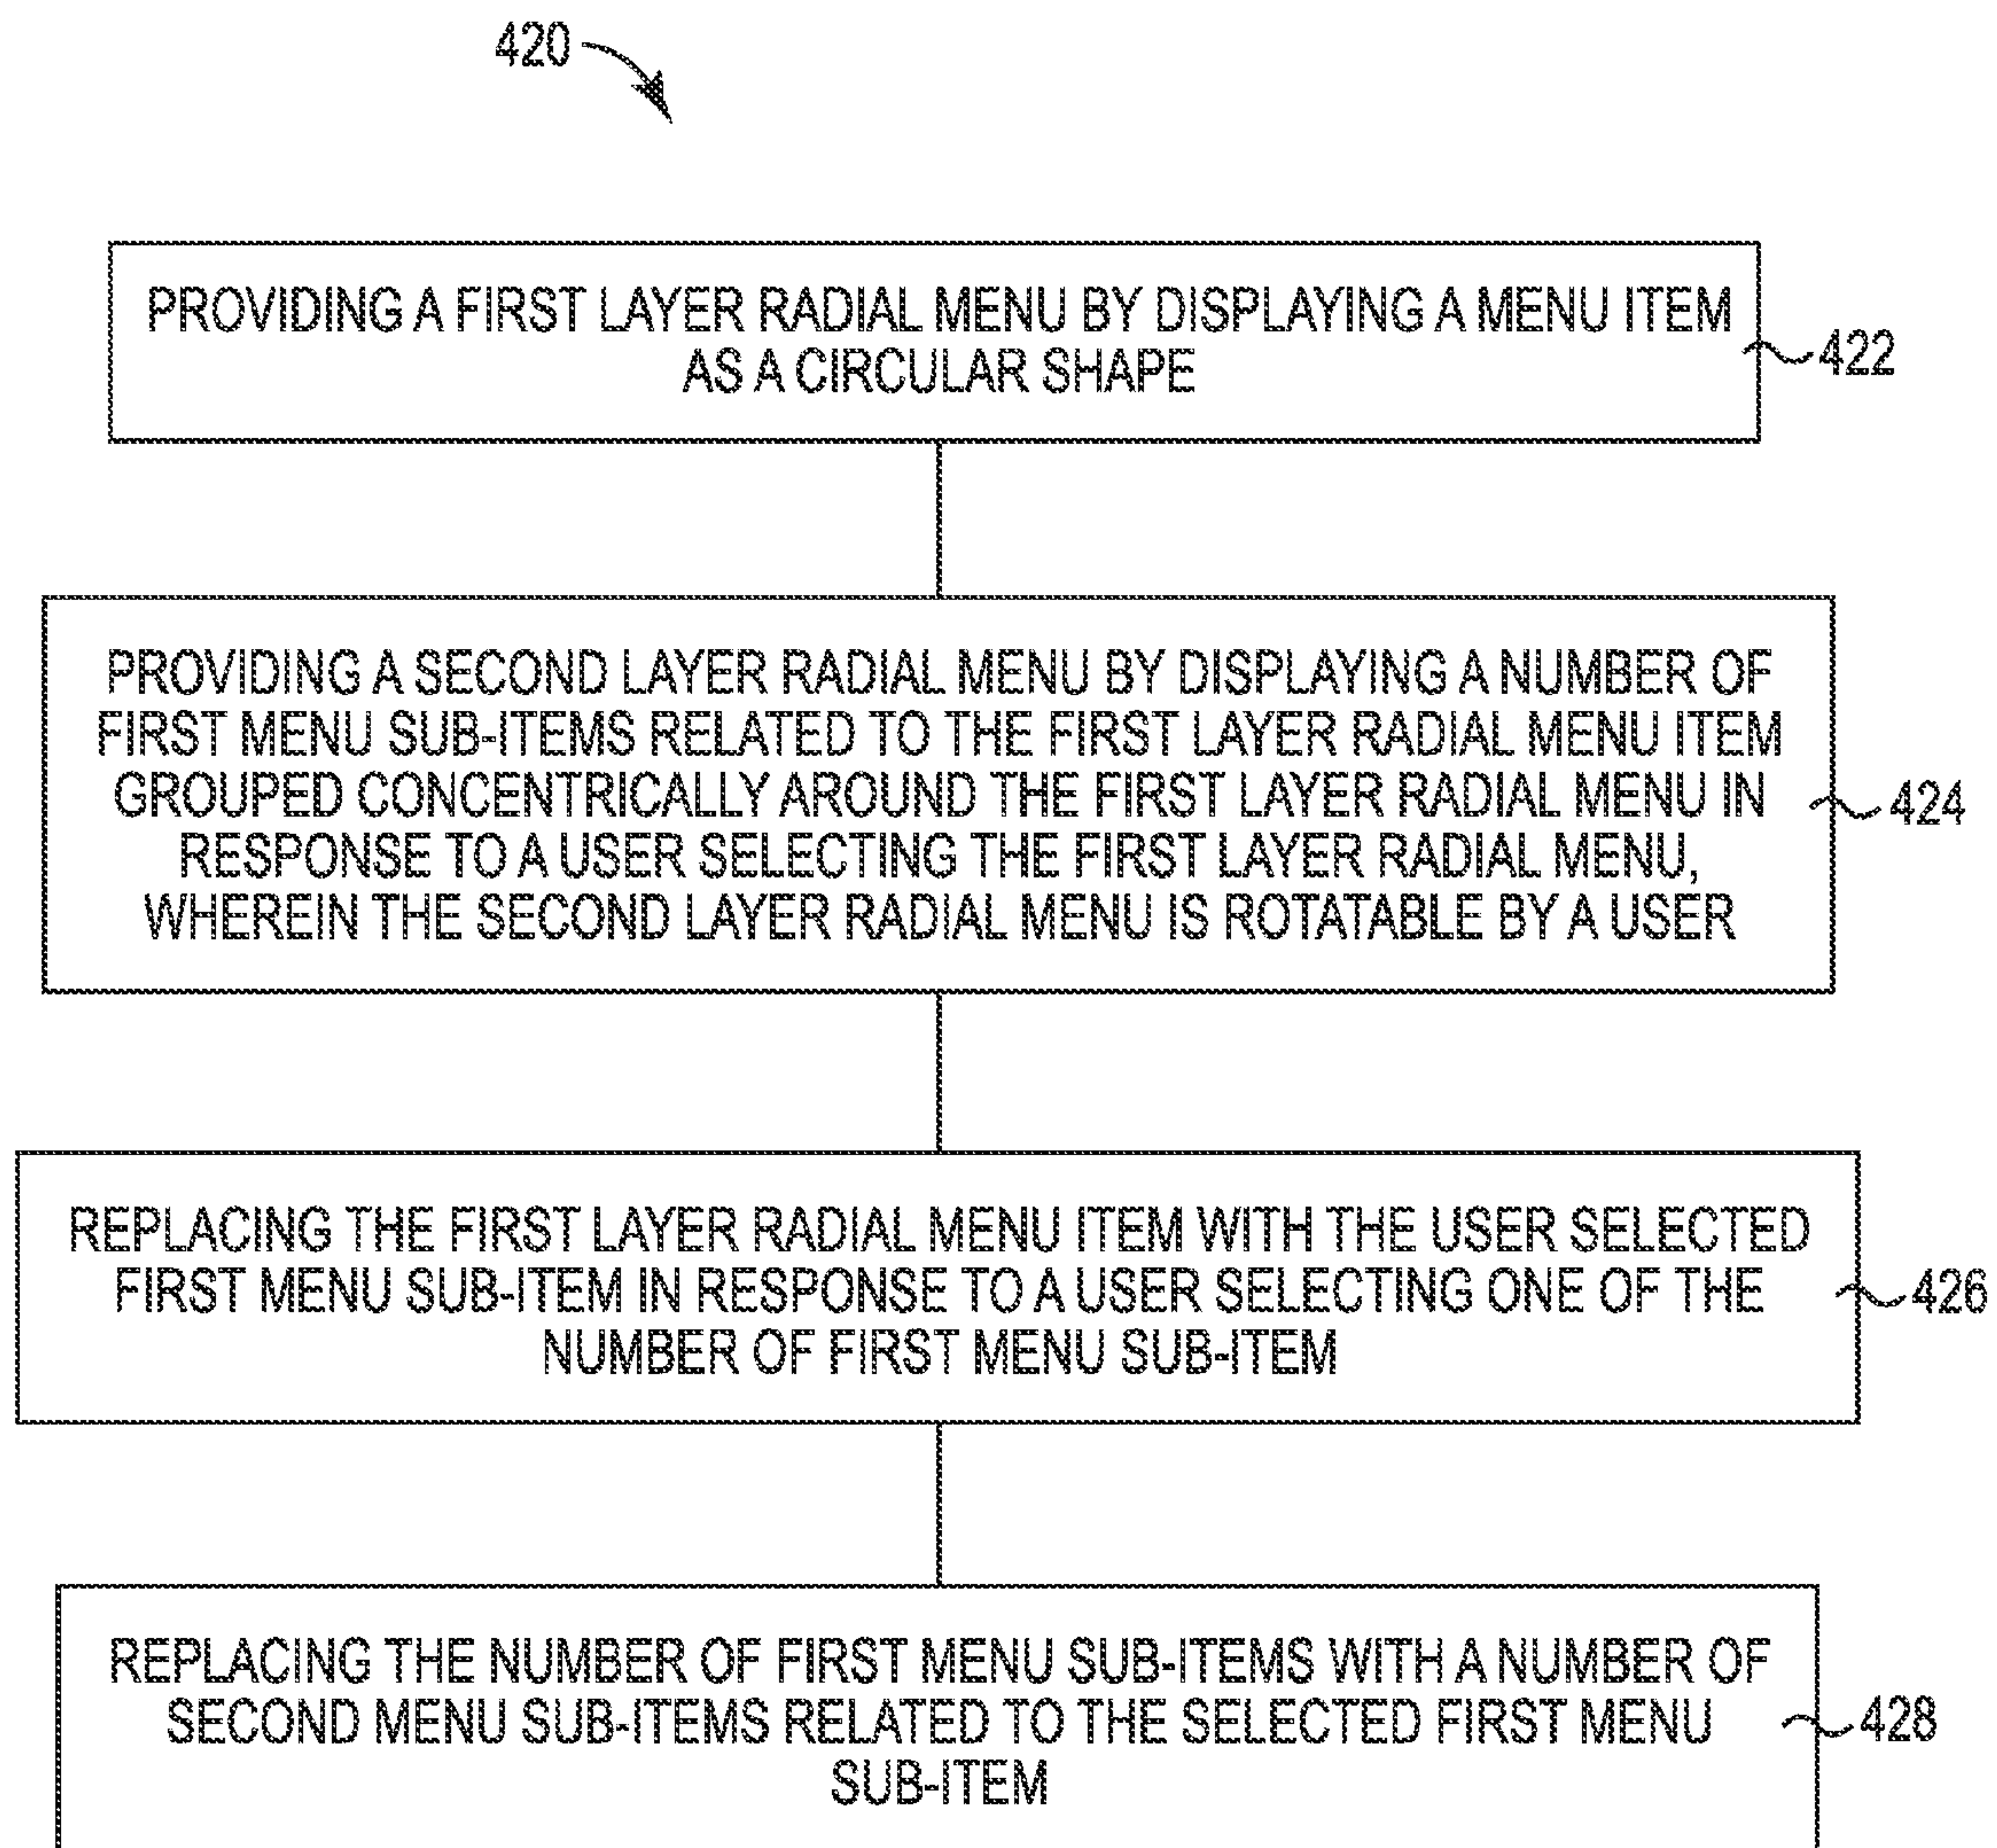 420
PROVIDING A FIRST LAYER RADIAL MENU BY DISPLAYING A MENU ITEM
AS A CIRCULAR SHAPE
422
PROVIDING A SECOND LAYER RADIAL MENU BY DISPLAYING A NUMBER OF
FIRST MENU SUB-ITEMS RELATED TO THE FIRST LAYER RADIAL MENU ITEM
GROUPED CONCENTRICALLY AROUND THE FIRST LAYER RADIAL MENU IN
RESPONSE TO A USER SELECTING THE FIRST LAYER RADIAL MENU,
WHEREIN THE SECOND LAYER RADIAL MENU IS ROTATABLE BY A USER
424
REPLACING THE FIRST LAYER RADIAL MENU ITEM WITH THE USER SELECTED
FIRST MENU SUB-ITEM IN RESPONSE TO A USER SELECTING ONE OF THE
NUMBER OF FIRST MENU SUB-ITEM
426
REPLACING THE NUMBER OF FIRST MENU SUB-ITEMS WITH A NUMBER OF
SECOND MENU SUB-ITEMS RELATED TO THE SELECTED FIRST MENU
SUB-ITEM
428